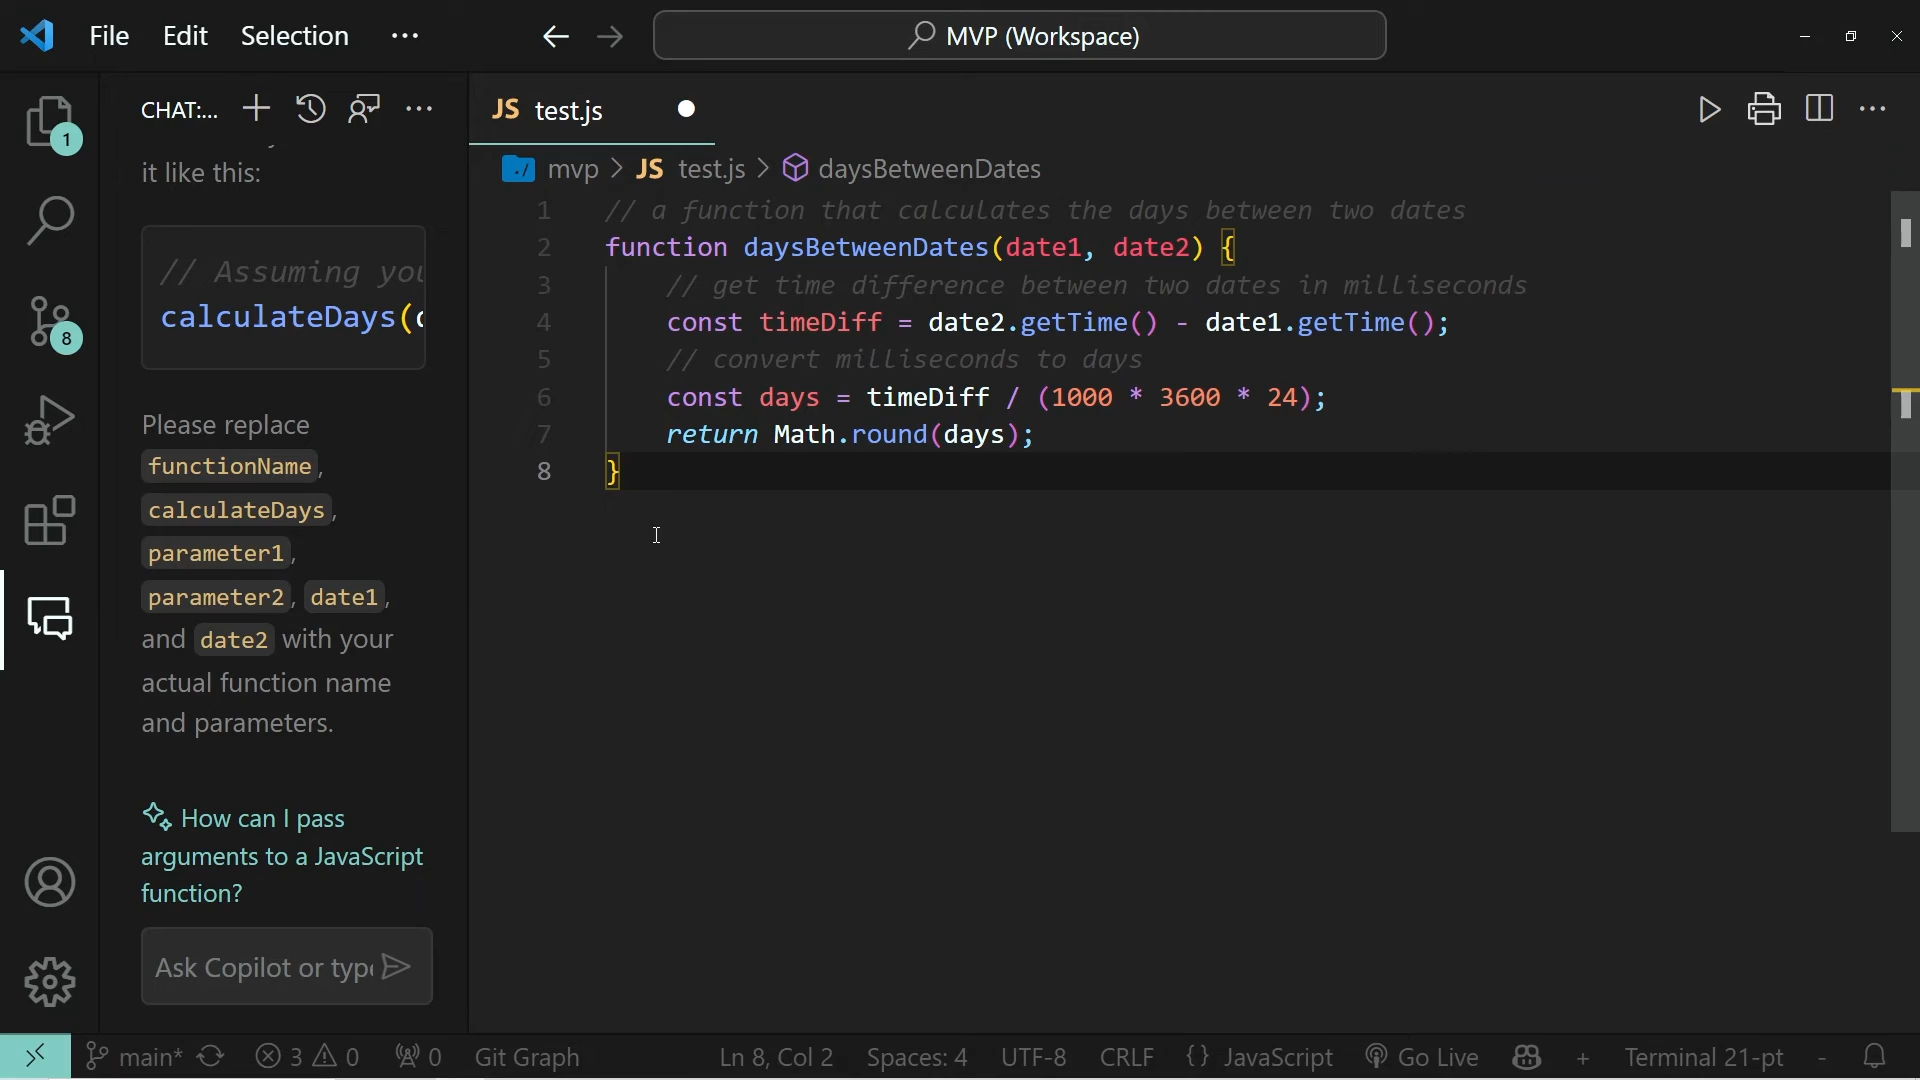 File Edit Selection ...
MVP (Workspace)
CHAT:...
it like this:
// Assuming you
calculateDays(
Please replace
functionName,
calculateDays,
parameter1,
parameter2, date1,
and date2 with your
actual function name
and parameters.
How can I pass
arguments to a JavaScript
function?
Ask Copilot or type
1
8
JS test.js
mvp > JS test.js > daysBetweenDates
1 // a function that calculates the days between two dates
2 function daysBetweenDates(date1, date2) {
3 // get time difference between two dates in milliseconds
4 const timeDiff = date2.getTime() - date1.getTime();
5 // convert milliseconds to days
6 const days = timeDiff / (1000 * 3600 * 24);
7 return Math.round(days);
8 }
main* 3 0 0 Git Graph Ln 8, Col 2 Spaces: 4 UTF-8 CRLF {} JavaScript Go Live + Terminal 21-pt -